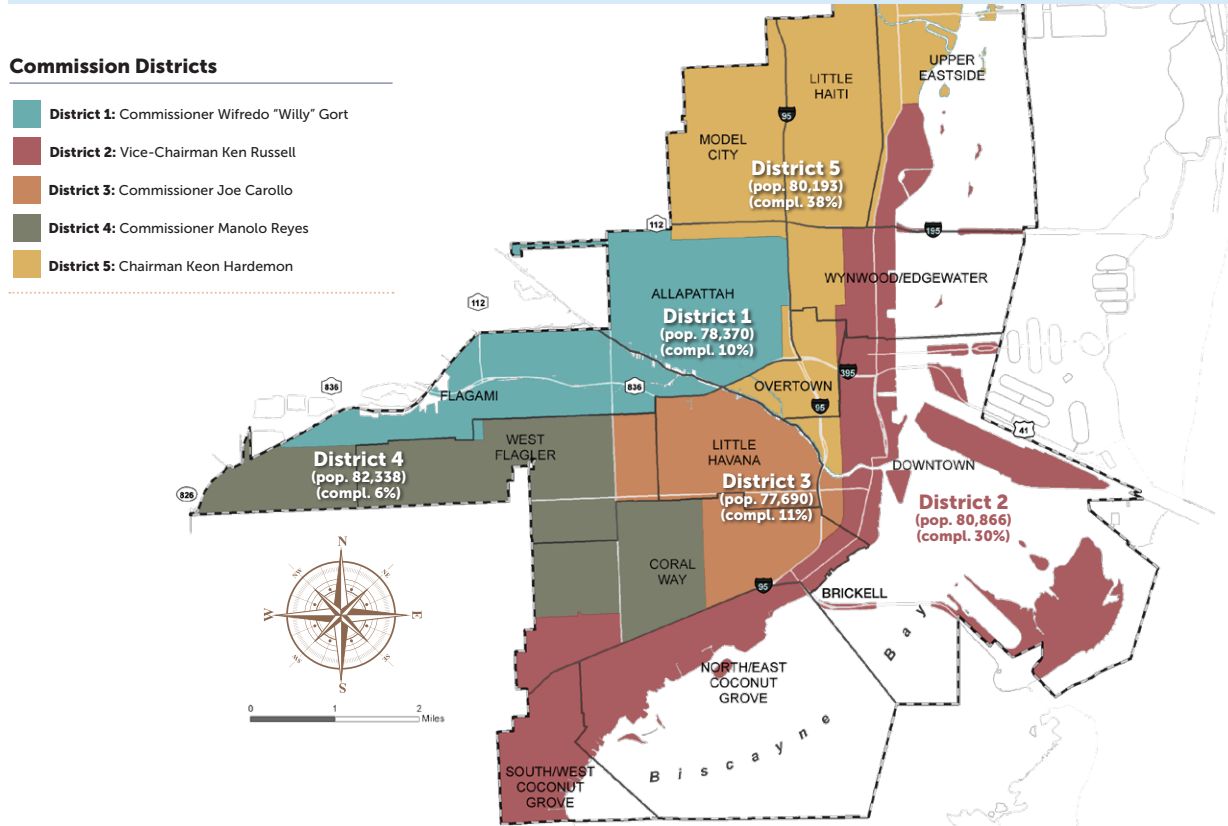 Commission Districts
District 1: Commissioner Wifredo “Willy” Gort
District 2: Vice-Chairman Ken Russell
District 3: Commissioner Joe Carollo
District 4: Commissioner Manolo Reyes
District 5: Chairman Keon Hardemon
UPPER
EASTSIDE
LITTLE
HAITI
95
MODEL
CITY
District 5
(pop. 80,193)
(compl. 38%)
112
195
WYNWOOD/EDGEWATER
ALLAPATTAH
112
District 1
(pop. 78,370)
(compl. 10%)
395
836
836
OVERTOWN
FLAGAMI
95
41
WEST
FLAGLER
LITTLE
HAVANA
District 4
(pop. 82,338)
(compl. 6%)
DOWNTOWN
District 3
(pop. 77,690)
(compl. 11%)
826
District 2
(pop. 80,866)
(compl. 30%)
N
NW
NE
W
E
WS
SE
S
CORAL
WAY
95
BRICKELL
Biscayne Bay
NORTH/EAST
COCONUT
GROVE
0 1 2
Miles
SOUTH/WEST
COCONUT
GROVE